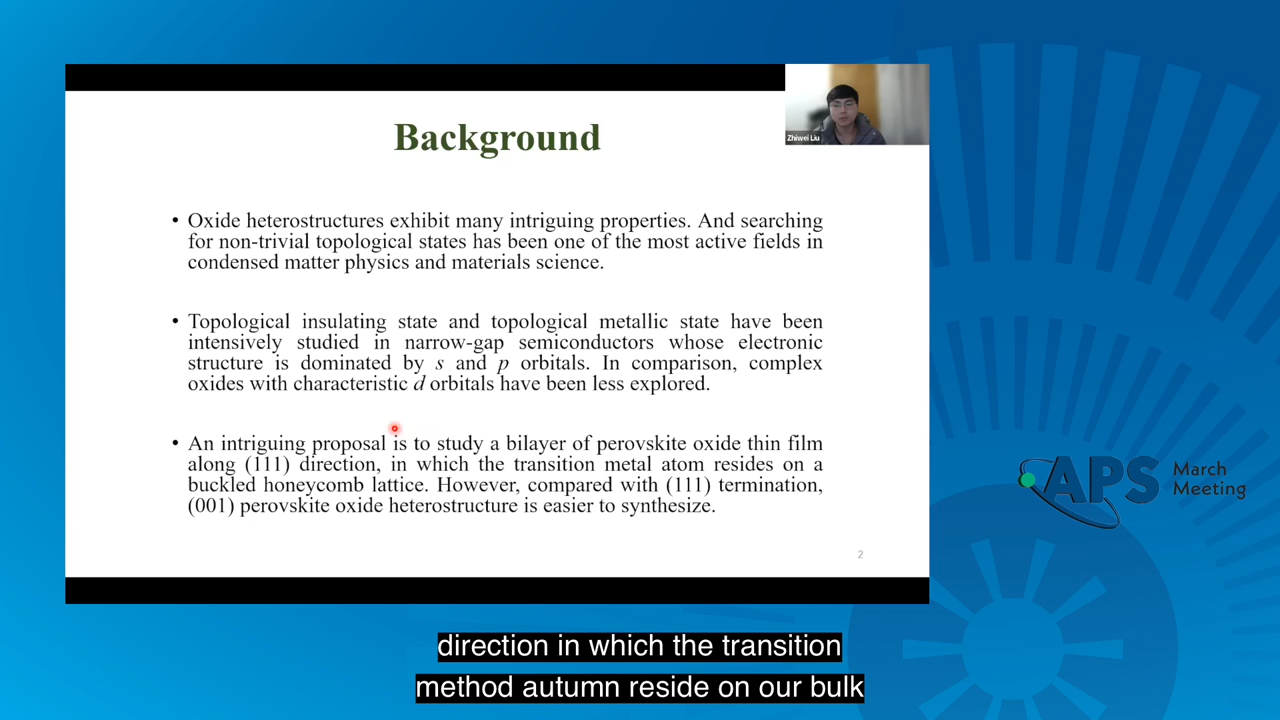 Background
Zhiwei Liu
• Oxide heterostructures exhibit many intriguing properties. And searching
for non-trivial topological states has been one of the most active fields in
condensed matter physics and materials science.
• Topological insulating state and topological metallic state have been
intensively studied in narrow-gap semiconductors whose electronic
structure is dominated by s and p orbitals. In comparison, complex
oxides with characteristic d orbitals have been less explored.
• An intriguing proposal is to study a bilayer of perovskite oxide thin film
along (111) direction, in which the transition metal atom resides on a
buckled honeycomb lattice. However, compared with (111) termination,
(001) perovskite oxide heterostructure is easier to synthesize.
2
APS
March
Meeting
direction in which the transition
method autumn reside on our bulk